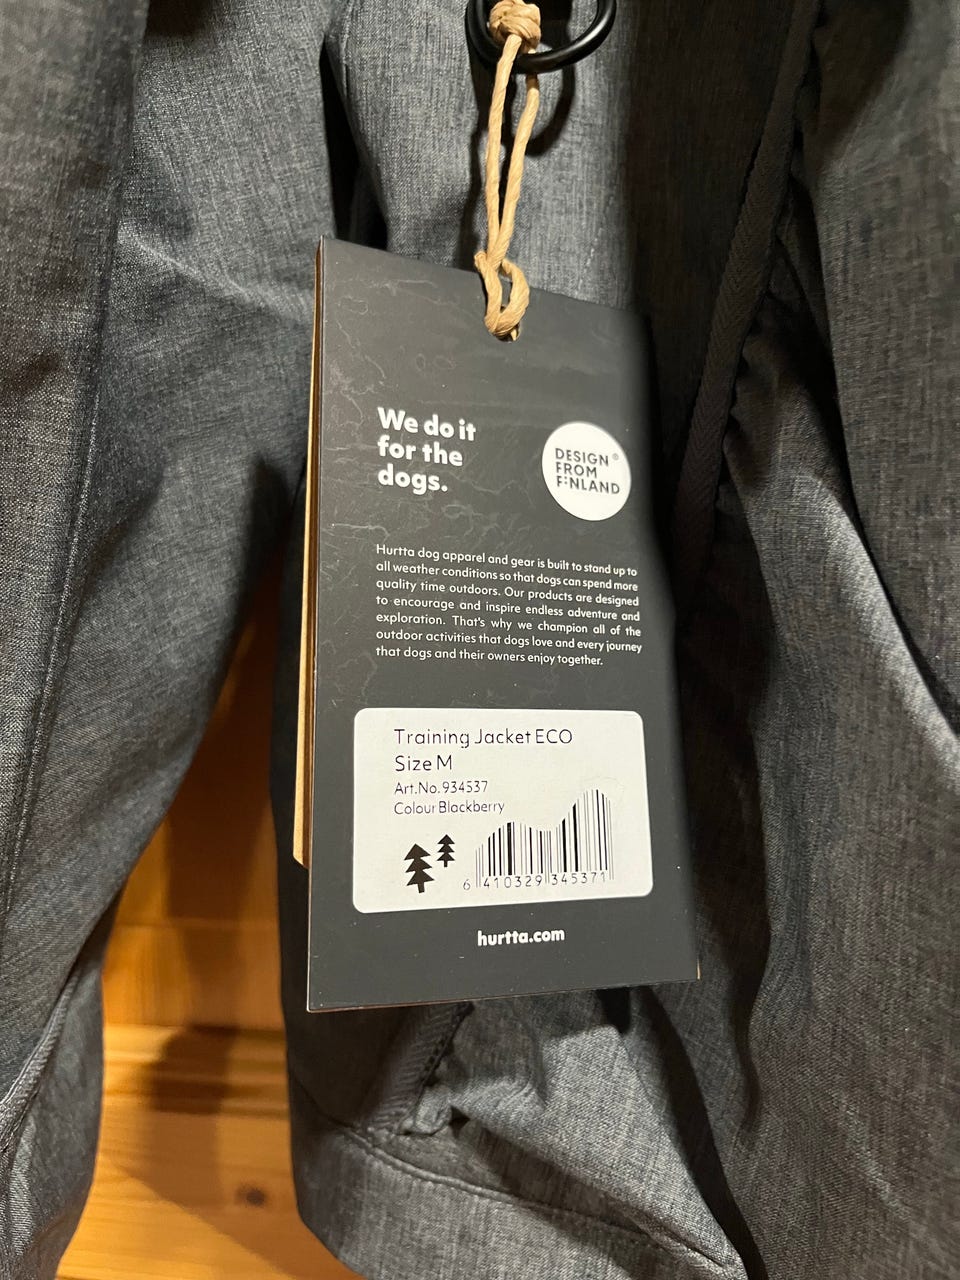 We do it
for the
dogs.
DESIGN®
FROM
FINLAND
Hurtta dog apparel and gear is built to stand up to
all weather conditions so that dogs can spend more
quality time outdoors. Our products are designed
to encourage and inspire endless adventure and
exploration. That's why we champion all of the
outdoor activities that dogs love and every journey
that dogs and their owners enjoy together.
Training Jacket ECO
Size M
Art.No. 934537
Colour Blackberry
6 410329 345371
hurtta.com